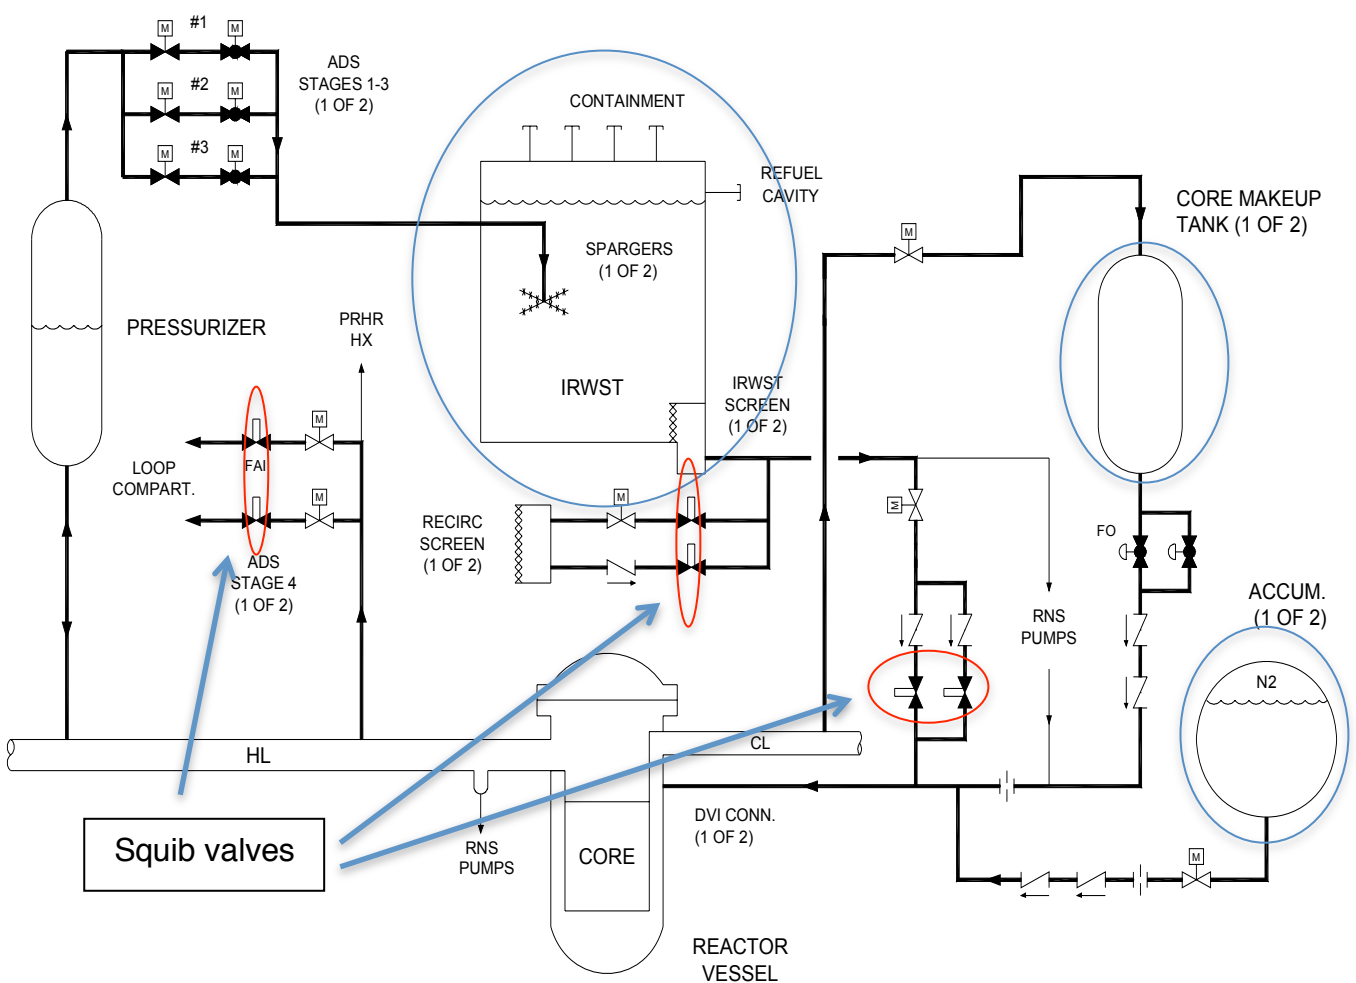 #1
M
M
#2
M
M
#3
M
M
ADS
STAGES 1-3
(1 OF 2)
CONTAINMENT
REFUEL
CAVITY
SPARGERS
(1 OF 2)
IRWST
IRWST
SCREEN
(1 OF 2)
PRESSURIZER
PRHR
HX
M
M
FAI
LOOP
COMPART.
ADS
STAGE 4
(1 OF 2)
RECIRC
SCREEN
(1 OF 2)
M
M
M
CORE MAKEUP
TANK (1 OF 2)
FO
RNS
PUMPS
ACCUM.
(1 OF 2)
N2
HL
CL
Squib valves
RNS
PUMPS
CORE
DVI CONN.
(1 OF 2)
M
REACTOR
VESSEL